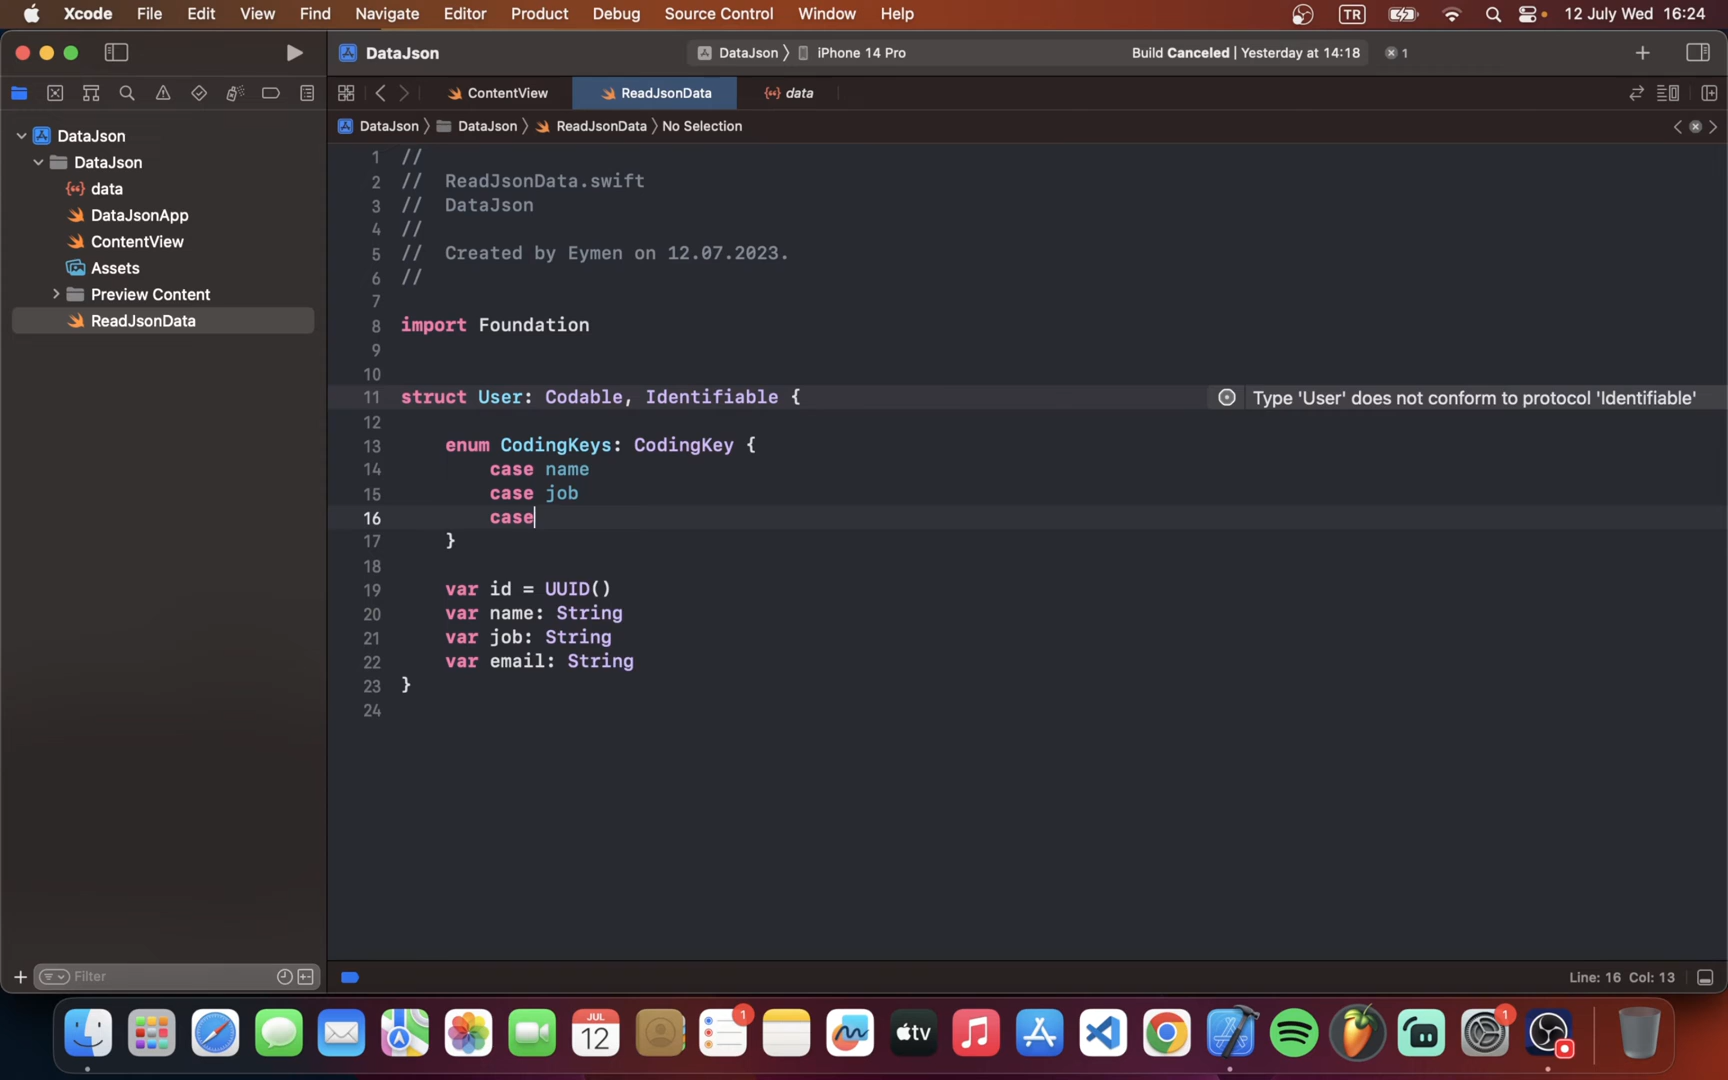 Xcode File Edit View Find Navigate Editor Product Debug Source Control Window Help TR 12 July Wed 16:24
DataJson DataJson iPhone 14 Pro Build Canceled | Yesterday at 14:18 1
ContentView ReadJsonData data
DataJson DataJson ReadJsonData No Selection
DataJson
DataJson
data
DataJsonApp
ContentView
Assets
Preview Content
ReadJsonData
1 //
2 //  ReadJsonData.swift
3 //  DataJson
4 //
5 //  Created by Eymen on 12.07.2023.
6 //
7
8 import Foundation
9
10
11 struct User: Codable, Identifiable { Type 'User' does not conform to protocol 'Identifiable'
12
13     enum CodingKeys: CodingKey {
14         case name
15         case job
16         case
17     }
18
19     var id = UUID()
20     var name: String
21     var job: String
22     var email: String
23 }
24
Filter Line: 16 Col: 13
1 JUL tv 1
12